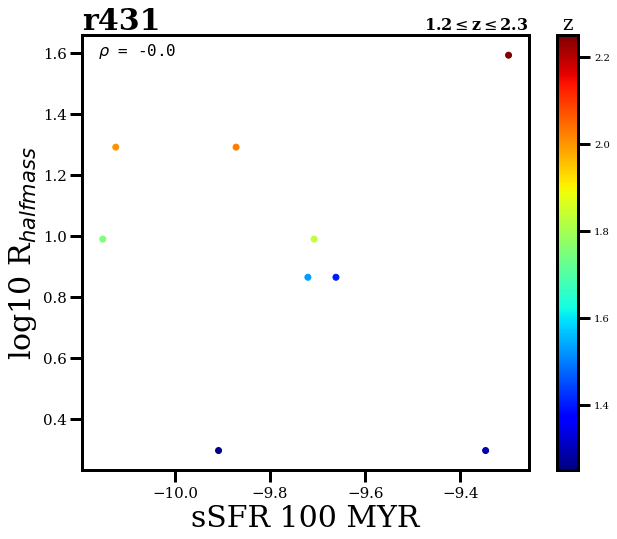 r431
1.2 ≤ z ≤ 2.3
z
ρ = -0.0
1.6
1.4
1.2
1.0
0.8
0.6
0.4
log10 R_{halfmass}
−10.0 −9.8 −9.6 −9.4
sSFR 100 MYR
2.2
2.0
1.8
1.6
1.4